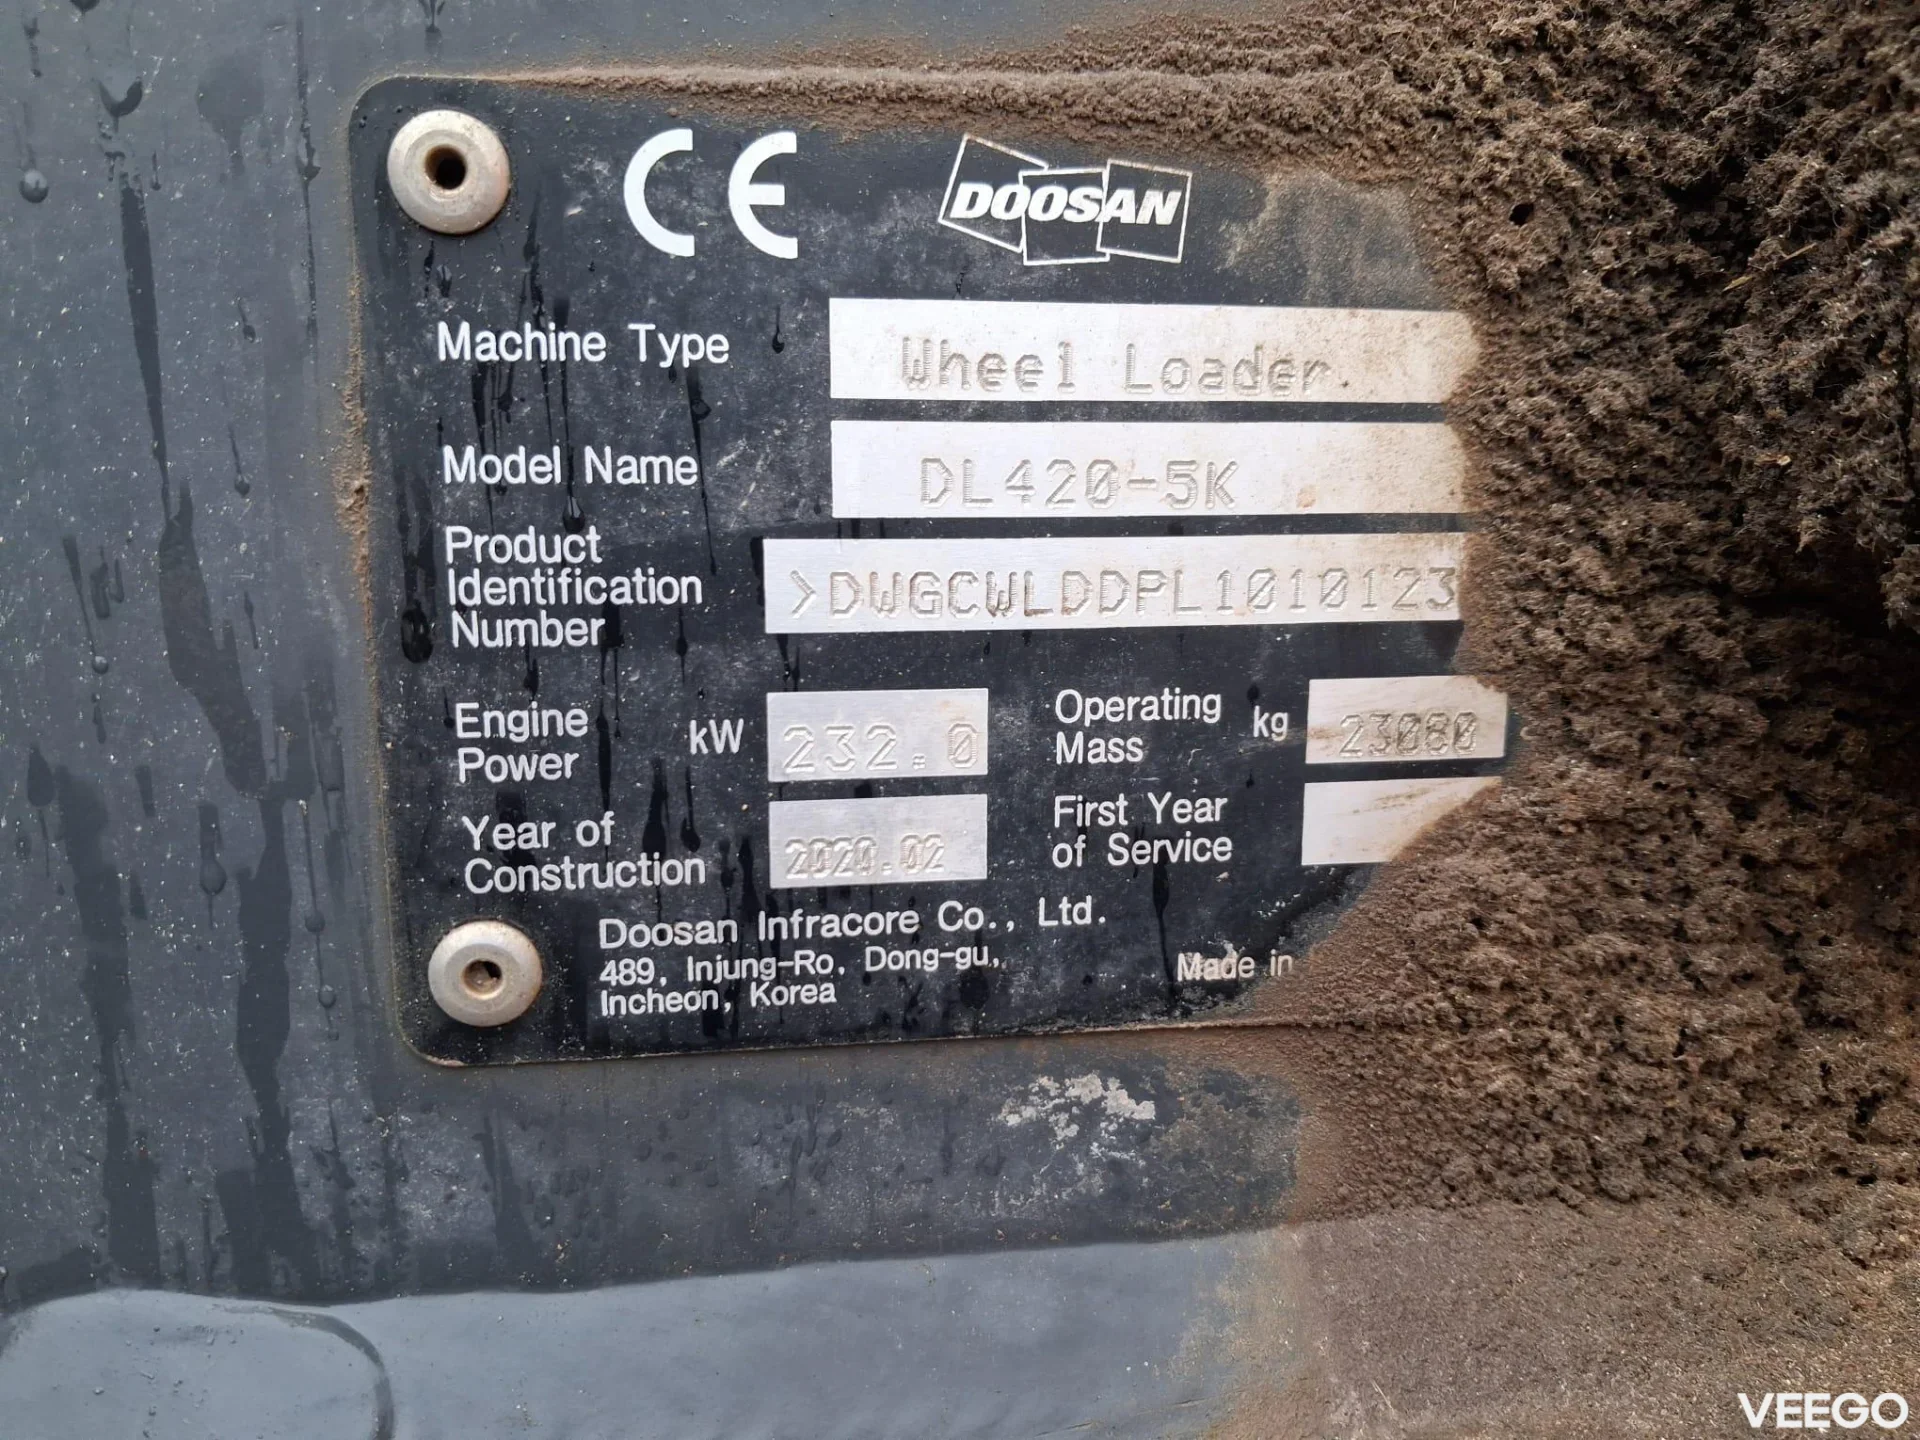 CE DOOSAN
Machine Type Wheel Loader
Model Name DL420-5K
Product
Identification
Number
>DWGCWLDDPL1010123
Engine
Power
kW 232.0
Operating
Mass
kg 23080
Year of
Construction
2020.02
First Year
of Service
Doosan Infracore Co., Ltd.
489, Injung-Ro, Dong-gu,
Incheon, Korea
Made in
VEEGO